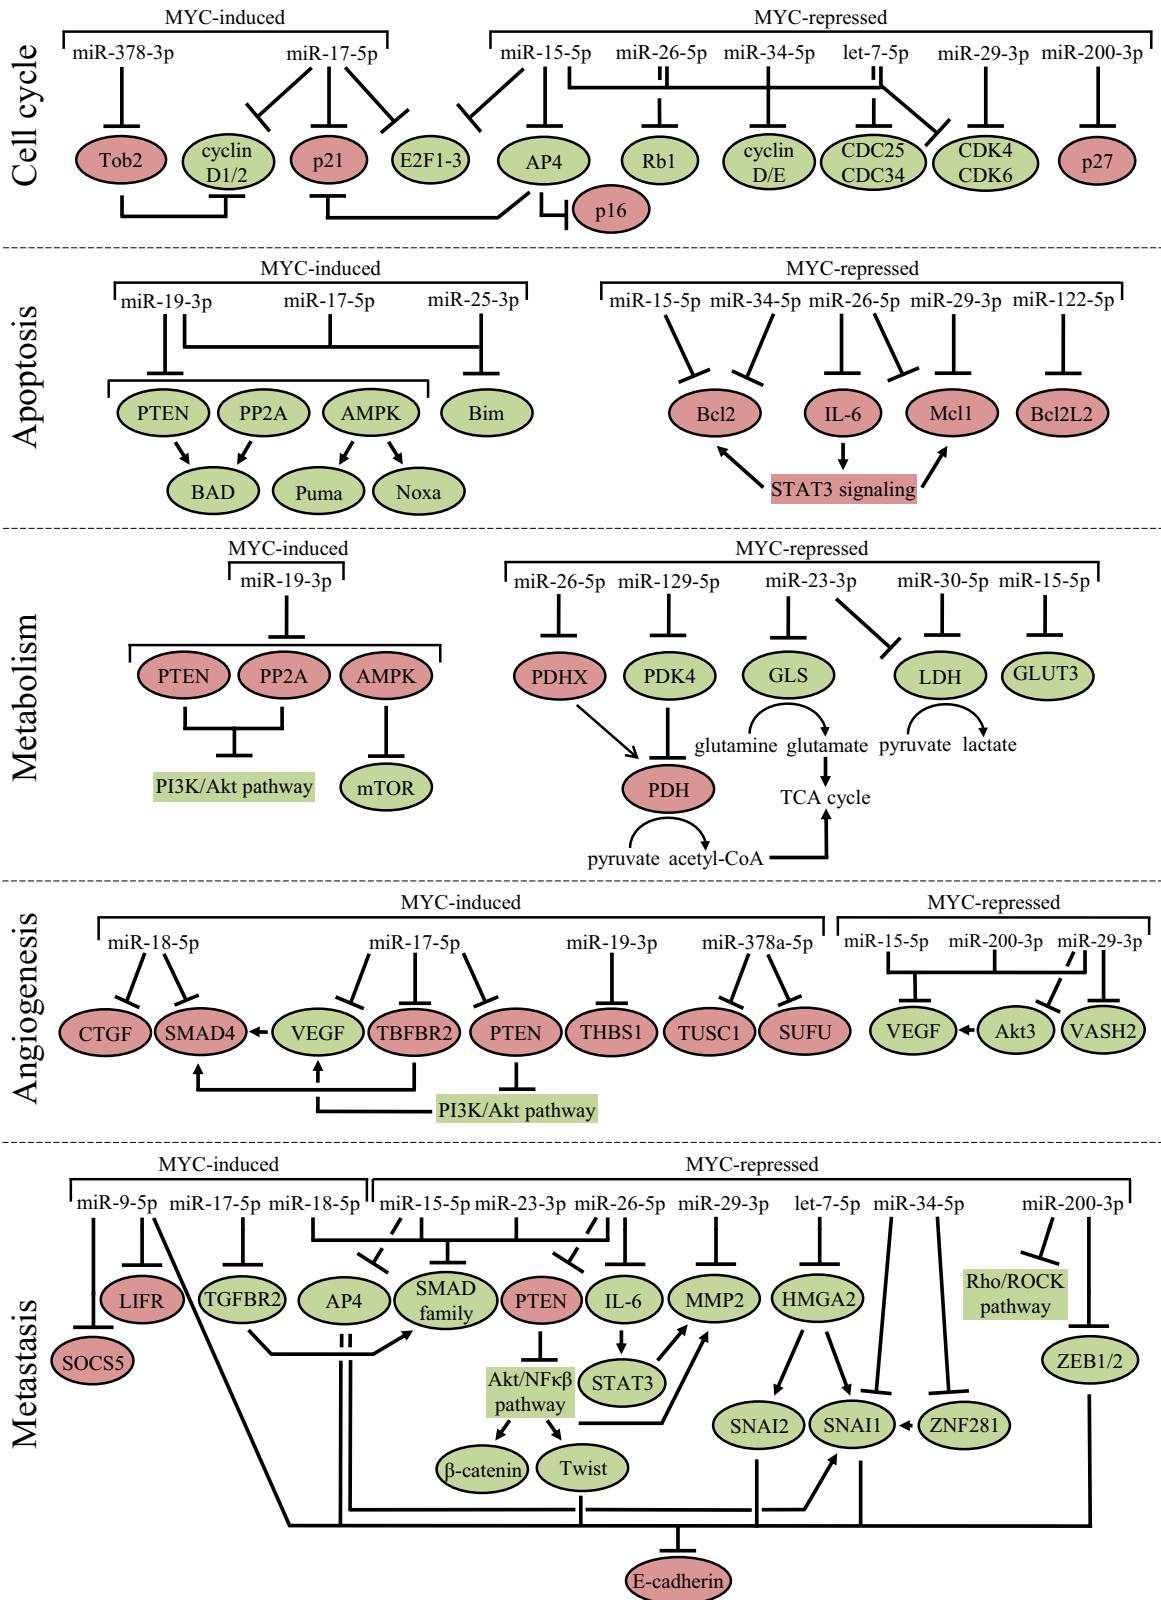 Cell cycle
MYC-induced
MYC-repressed
miR-378-3p
miR-17-5p
miR-15-5p
miR-26-5p
miR-34-5p
let-7-5p
miR-29-3p
miR-200-3p
Tob2
cyclin
D1/2
p21
E2F1-3
AP4
Rb1
cyclin
D/E
CDC25
CDC34
CDK4
CDK6
p27
p16
Apoptosis
MYC-induced
MYC-repressed
miR-19-3p
miR-17-5p
miR-25-3p
miR-15-5p
miR-34-5p
miR-26-5p
miR-29-3p
miR-122-5p
PTEN
PP2A
AMPK
Bim
Bcl2
IL-6
Mcl1
Bcl2L2
BAD
Puma
Noxa
STAT3 signaling
Metabolism
MYC-induced
MYC-repressed
miR-19-3p
miR-26-5p
miR-129-5p
miR-23-3p
miR-30-5p
miR-15-5p
PTEN
PP2A
AMPK
PDHX
PDK4
GLS
LDH
GLUT3
glutamine glutamate
pyruvate lactate
PI3K/Akt pathway
mTOR
PDH
TCA cycle
pyruvate acetyl-CoA
Angiogenesis
MYC-induced
MYC-repressed
miR-18-5p
miR-17-5p
miR-19-3p
miR-378a-5p
miR-15-5p
miR-200-3p
miR-29-3p
CTGF
SMAD4
VEGF
TBFBR2
PTEN
THBS1
TUSC1
SUFU
VEGF
Akt3
VASH2
PI3K/Akt pathway
Metastasis
MYC-induced
MYC-repressed
miR-9-5p
miR-17-5p
miR-18-5p
miR-15-5p
miR-23-3p
miR-26-5p
miR-29-3p
let-7-5p
miR-34-5p
miR-200-3p
LIFR
TGFBR2
AP4
SMAD
family
PTEN
IL-6
MMP2
HMGA2
Rho/ROCK
pathway
SOCS5
Akt/NFκβ
pathway
STAT3
ZEB1/2
SNAI2
SNAI1
ZNF281
β-catenin
Twist
E-cadherin